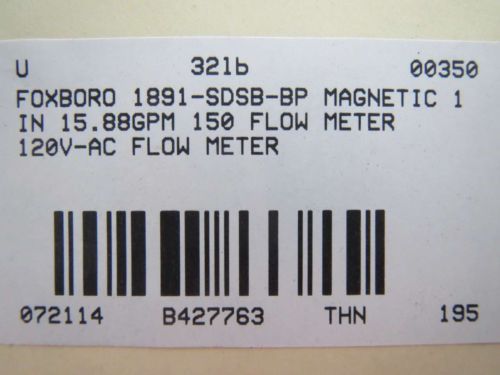 U 32lb 00350
FOXBORO 1891-SDSB-BP MAGNETIC 1
IN 15.88GPM 150 FLOW METER
120V-AC FLOW METER
072114 B427763 THN 195